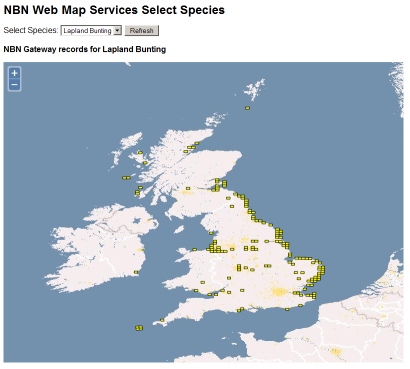 NBN Web Map Services Select Species
Select Species: Lapland Bunting Refresh
NBN Gateway records for Lapland Bunting
+
−